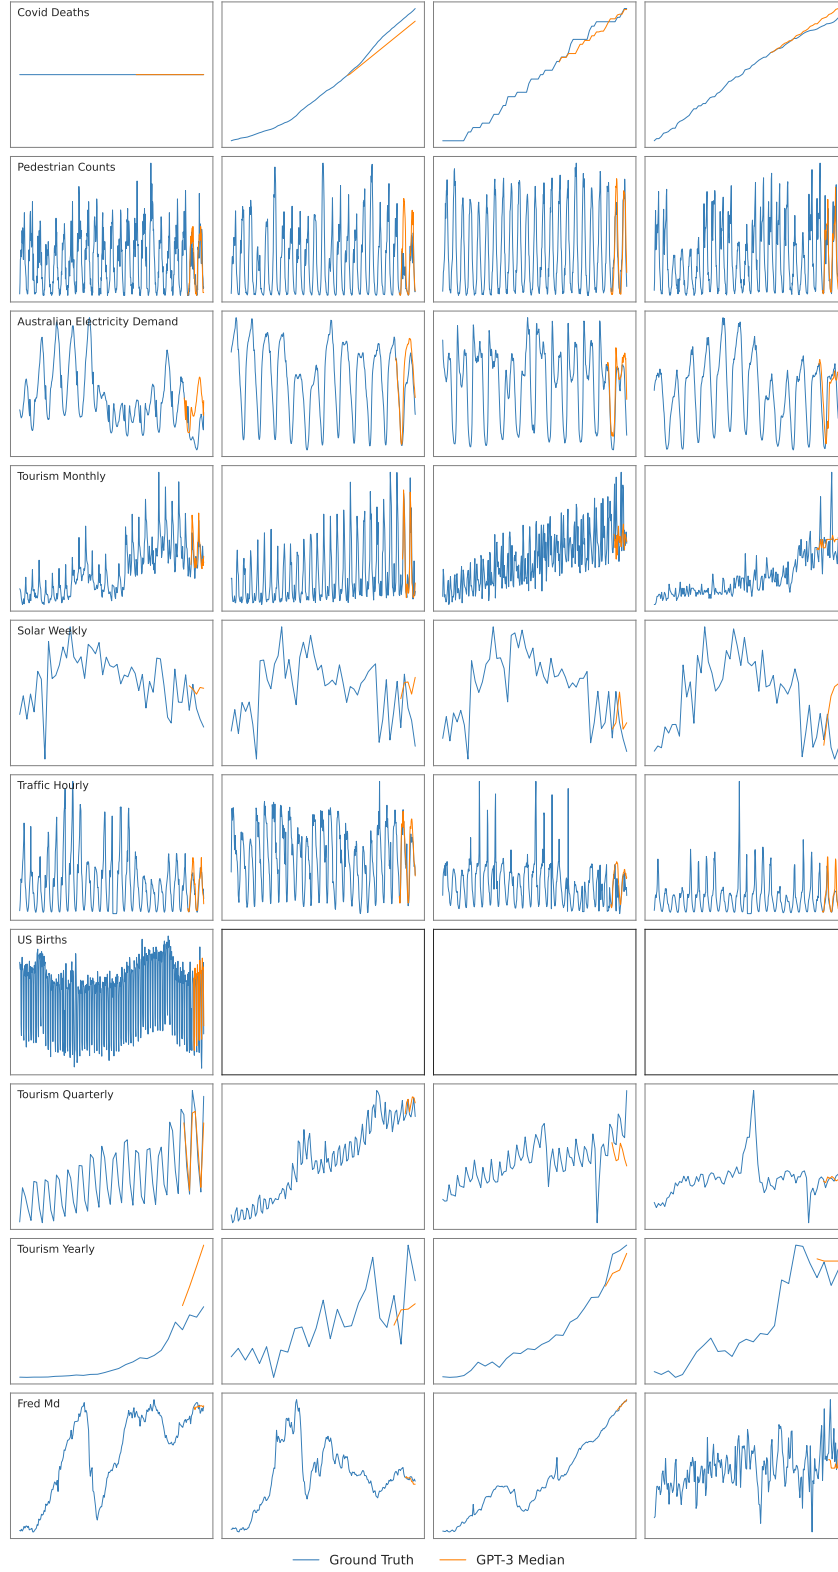 Covid Deaths
Pedestrian Counts
Australian Electricity Demand
Tourism Monthly
Solar Weekly
Traffic Hourly
US Births
Tourism Quarterly
Tourism Yearly
Fred Md
Ground Truth GPT-3 Median